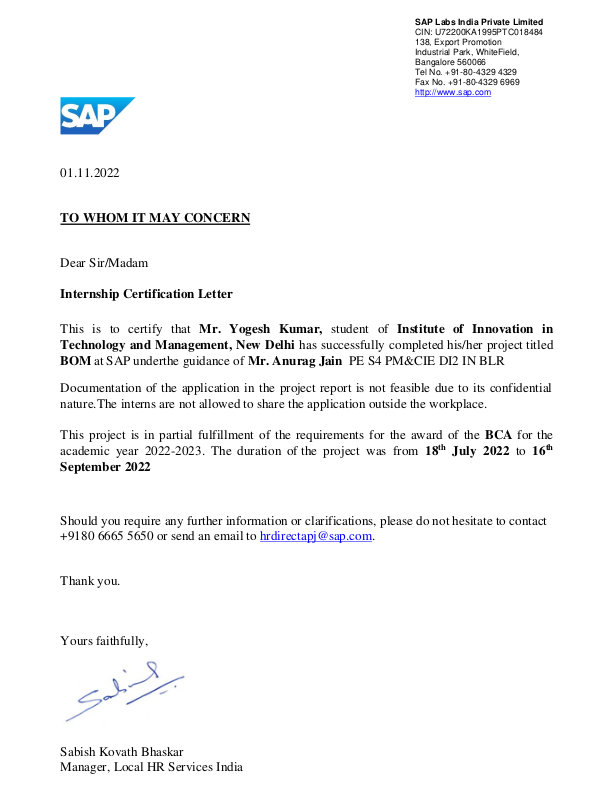 SAP Labs India Private Limited
CIN: U72200KA1995PTC018484
138, Export Promotion
Industrial Park, WhiteField,
Bangalore 560066
Tel No. +91-80-4329 4329
Fax No. +91-80-4329 6969
http://www.sap.com
SAP
01.11.2022
TO WHOM IT MAY CONCERN
Dear Sir/Madam
Internship Certification Letter
This is to certify that Mr. Yogesh Kumar, student of Institute of Innovation in
Technology and Management, New Delhi has successfully completed his/her project titled
BOM at SAP underthe guidance of Mr. Anurag Jain PE S4 PM&CIE DI2 IN BLR
Documentation of the application in the project report is not feasible due to its confidential
nature.The interns are not allowed to share the application outside the workplace.
This project is in partial fulfillment of the requirements for the award of the BCA for the
academic year 2022-2023. The duration of the project was from 18th July 2022 to 16th
September 2022
Should you require any further information or clarifications, please do not hesitate to contact
+9180 6665 5650 or send an email to hrdirectapj@sap.com.
Thank you.
Yours faithfully,
Sabish Kovath Bhaskar
Manager, Local HR Services India